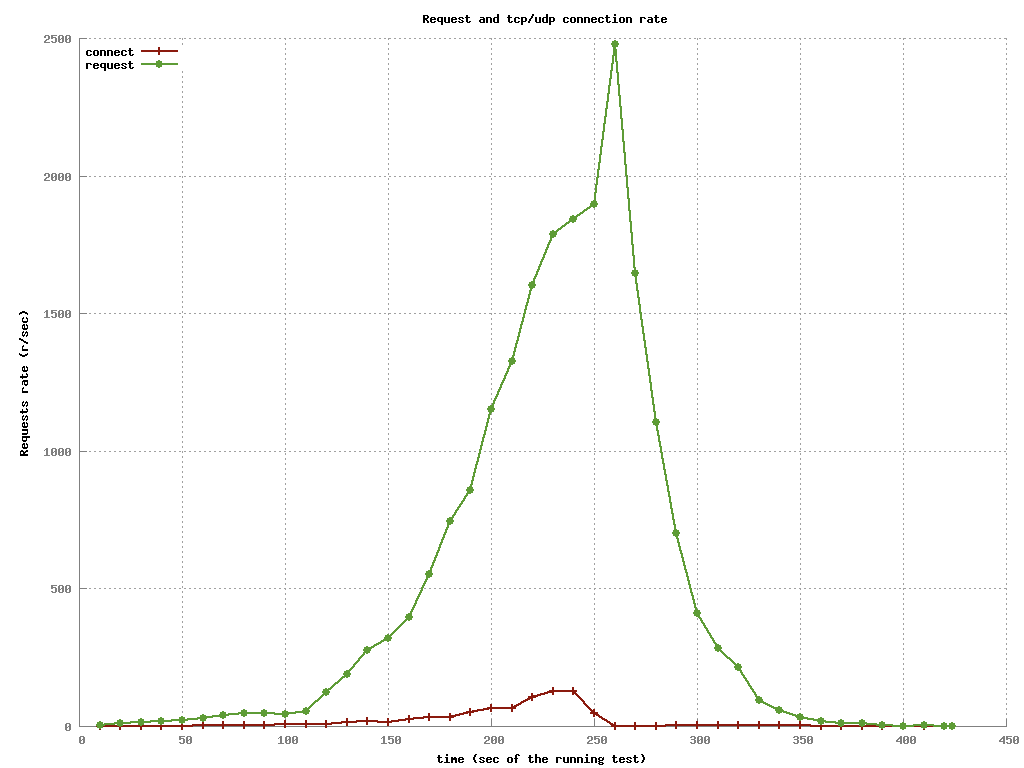 Request and tcp/udp connection rate
connect
request
2500
2000
1500
1000
500
0
Requests rate (r/sec)
0 50 100 150 200 250 300 350 400 450
time (sec of the running test)